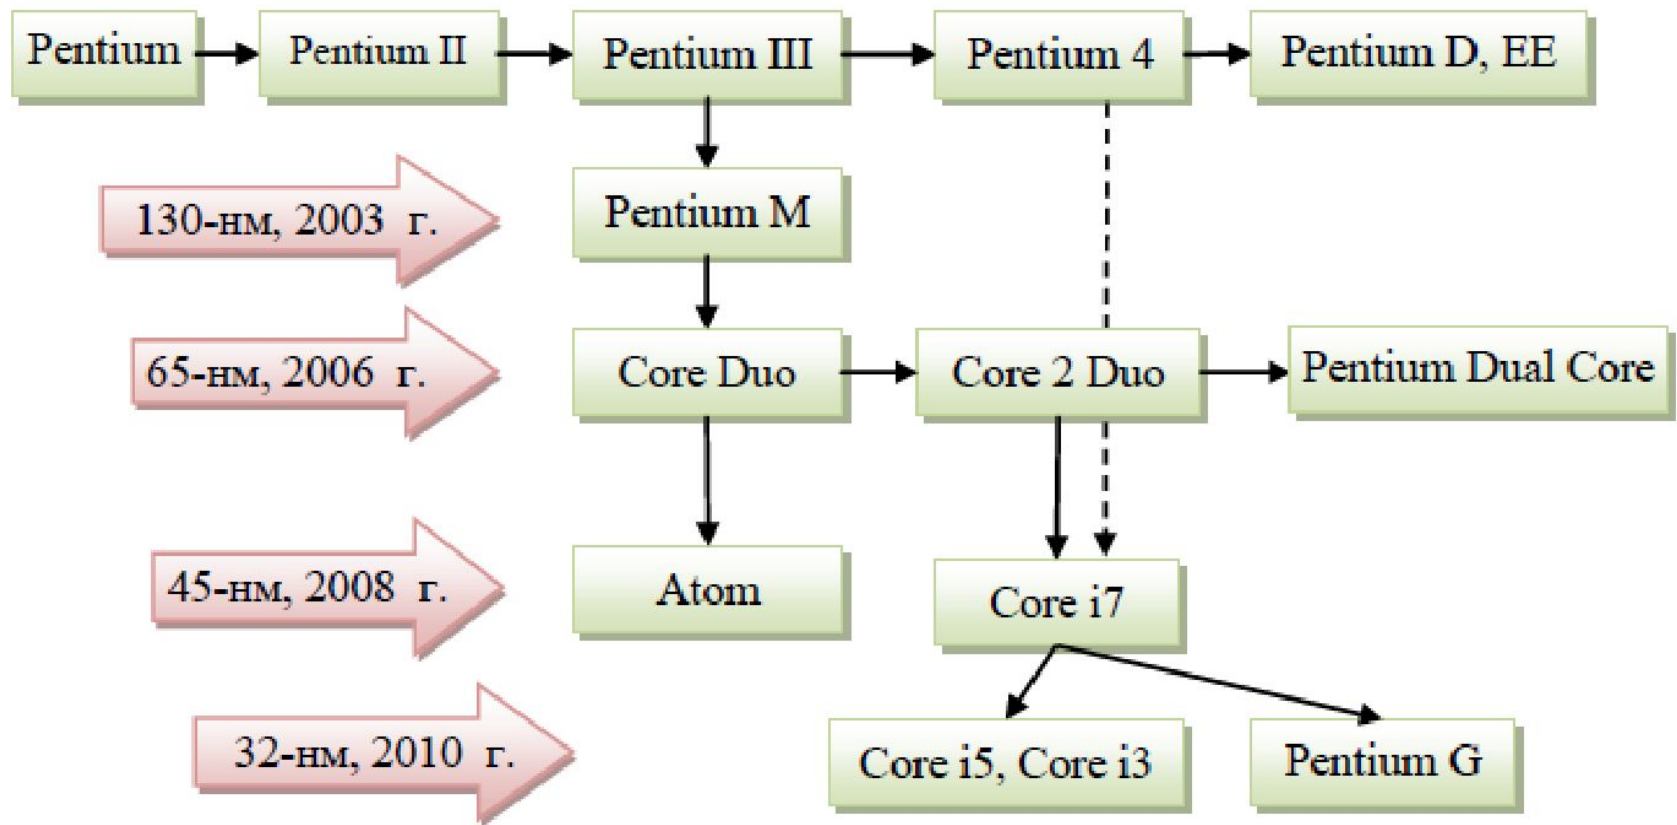 Pentium
Pentium II
Pentium III
Pentium 4
Pentium D, EE
130-нм, 2003 г.
Pentium M
65-нм, 2006 г.
Core Duo
Core 2 Duo
Pentium Dual Core
45-нм, 2008 г.
Atom
Core i7
32-нм, 2010 г.
Core i5, Core i3
Pentium G